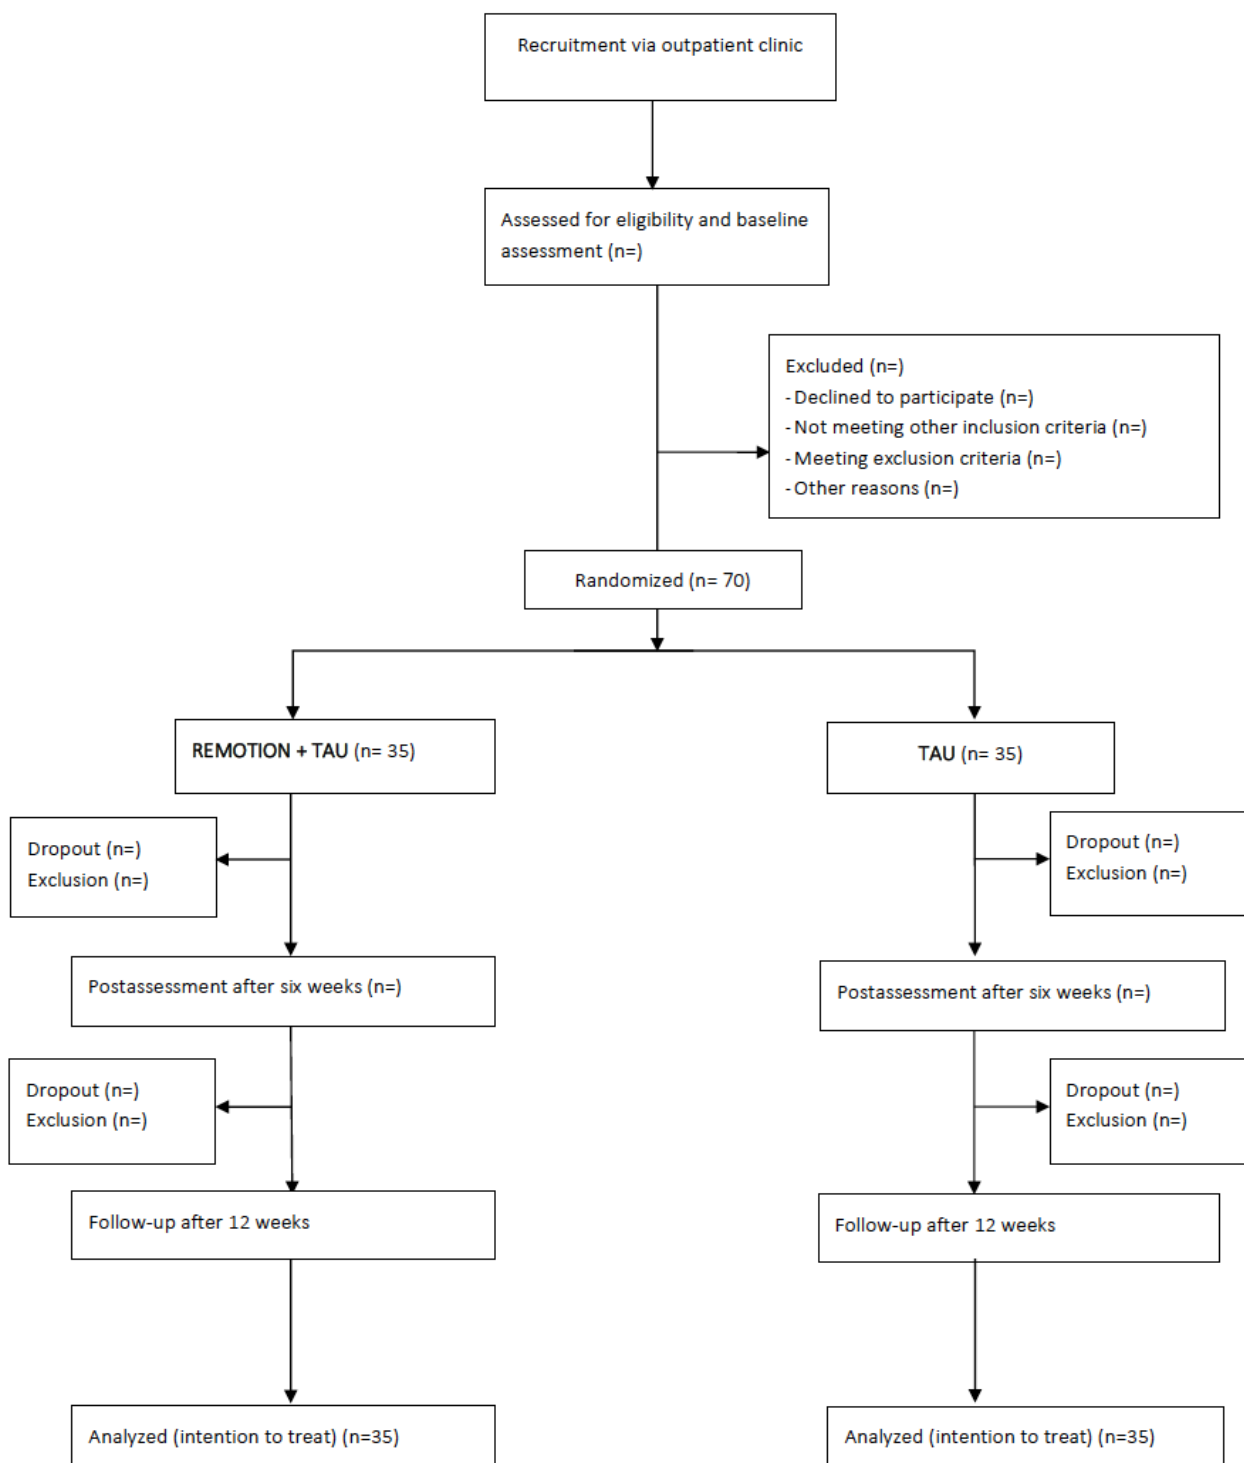 Recruitment via outpatient clinic
Assessed for eligibility and baseline
assessment (n=)
Excluded (n=)
- Declined to participate (n=)
- Not meeting other inclusion criteria (n=)
- Meeting exclusion criteria (n=)
- Other reasons (n=)
Randomized (n= 70)
REMOTION + TAU (n= 35)
TAU (n= 35)
Dropout (n=)
Exclusion (n=)
Dropout (n=)
Exclusion (n=)
Postassessment after six weeks (n=)
Postassessment after six weeks (n=)
Dropout (n=)
Exclusion (n=)
Dropout (n=)
Exclusion (n=)
Follow-up after 12 weeks
Follow-up after 12 weeks
Analyzed (intention to treat) (n=35)
Analyzed (intention to treat) (n=35)